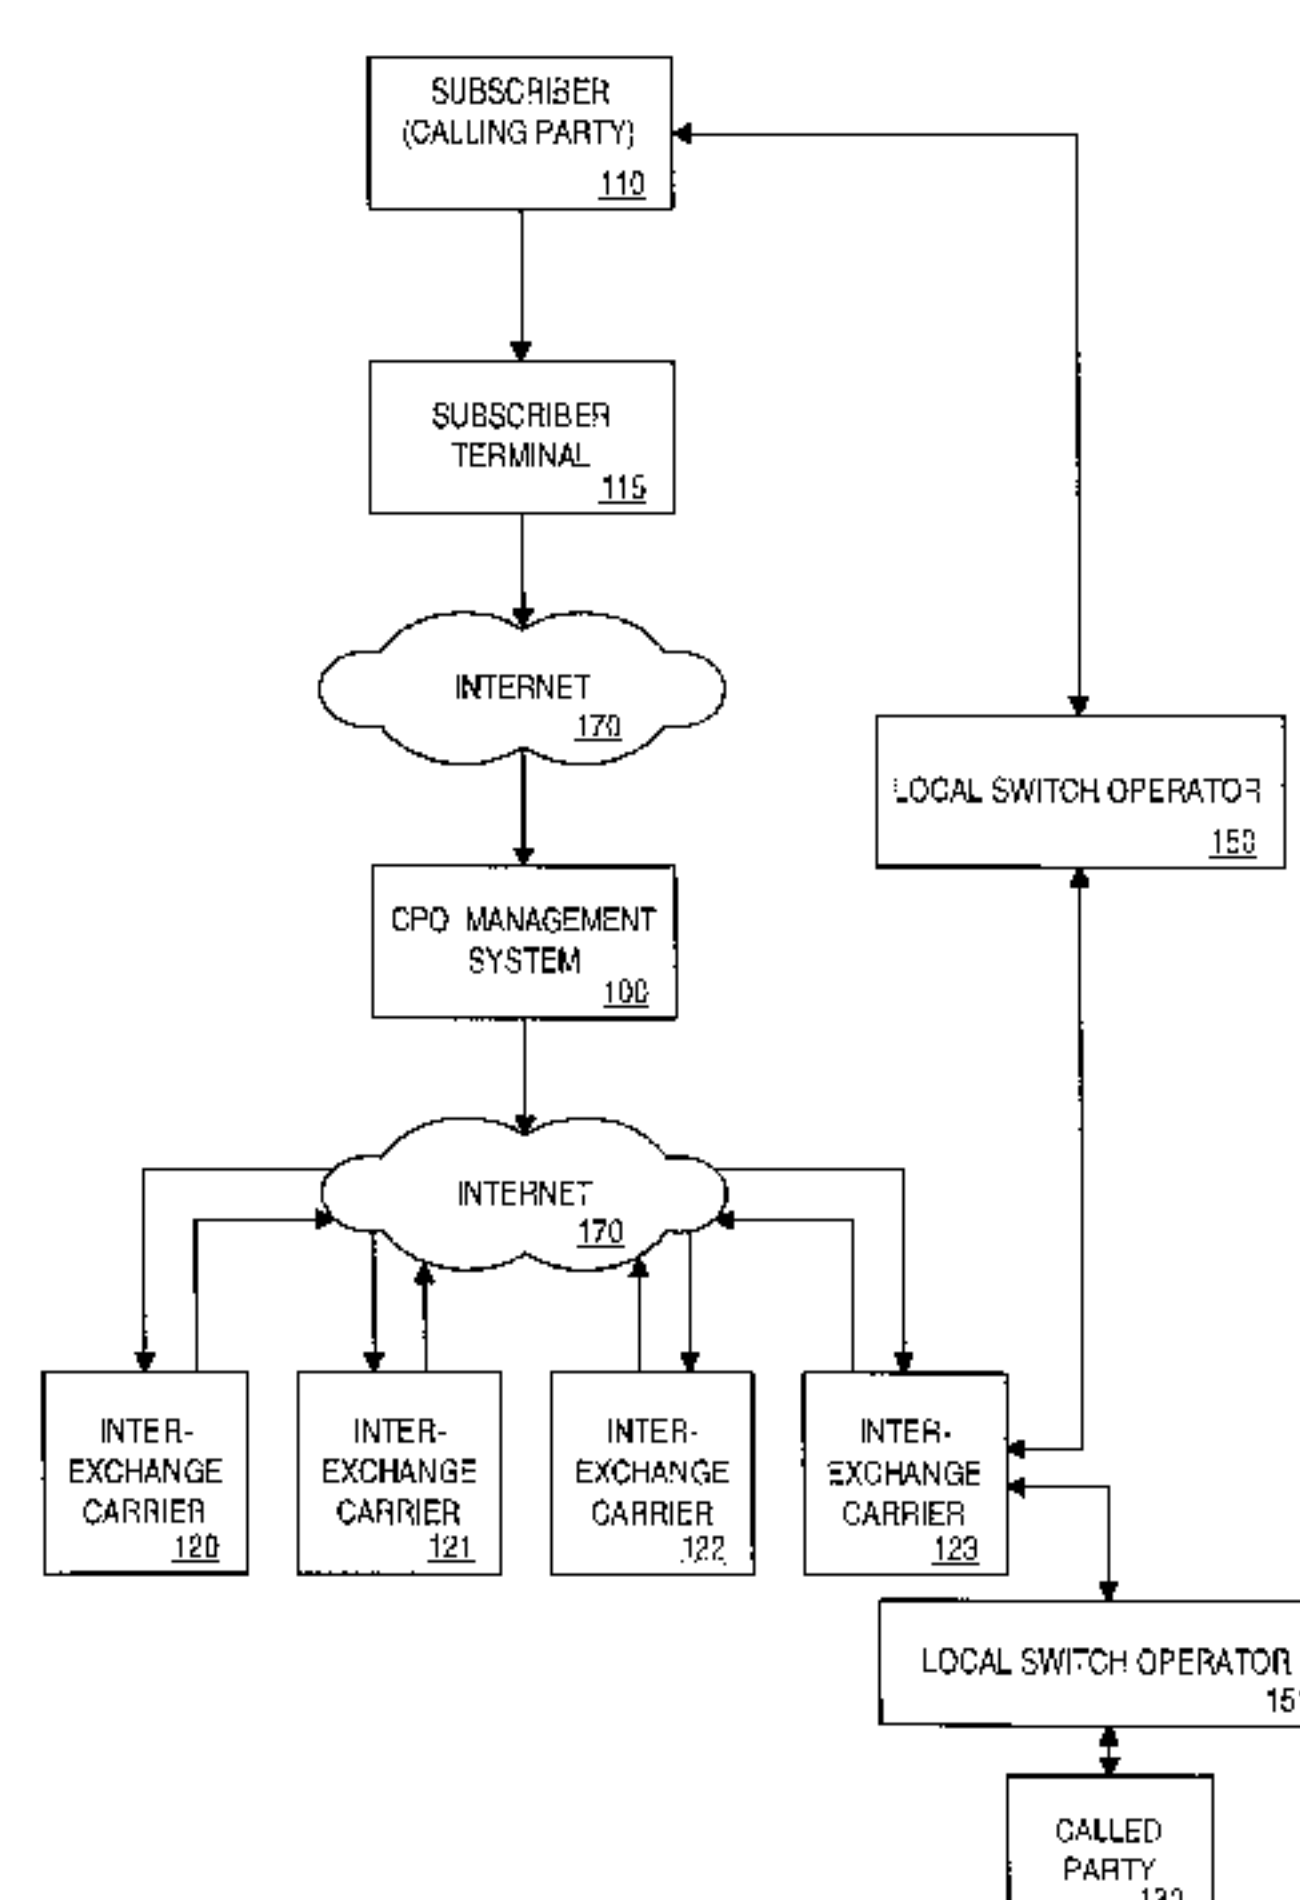 SUBSCRIBER
(CALLING PARTY)
110
SUBSCRIBER
TERMINAL
115
INTERNET
170
LOCAL SWITCH OPERATOR
150
CPO MANAGEMENT
SYSTEM
100
INTERNET
170
INTER-
EXCHANGE
CARRIER
120
INTER-
EXCHANGE
CARRIER
121
INTER-
EXCHANGE
CARRIER
122
INTER-
EXCHANGE
CARRIER
123
LOCAL SWITCH OPERATOR
CALLED
PARTY